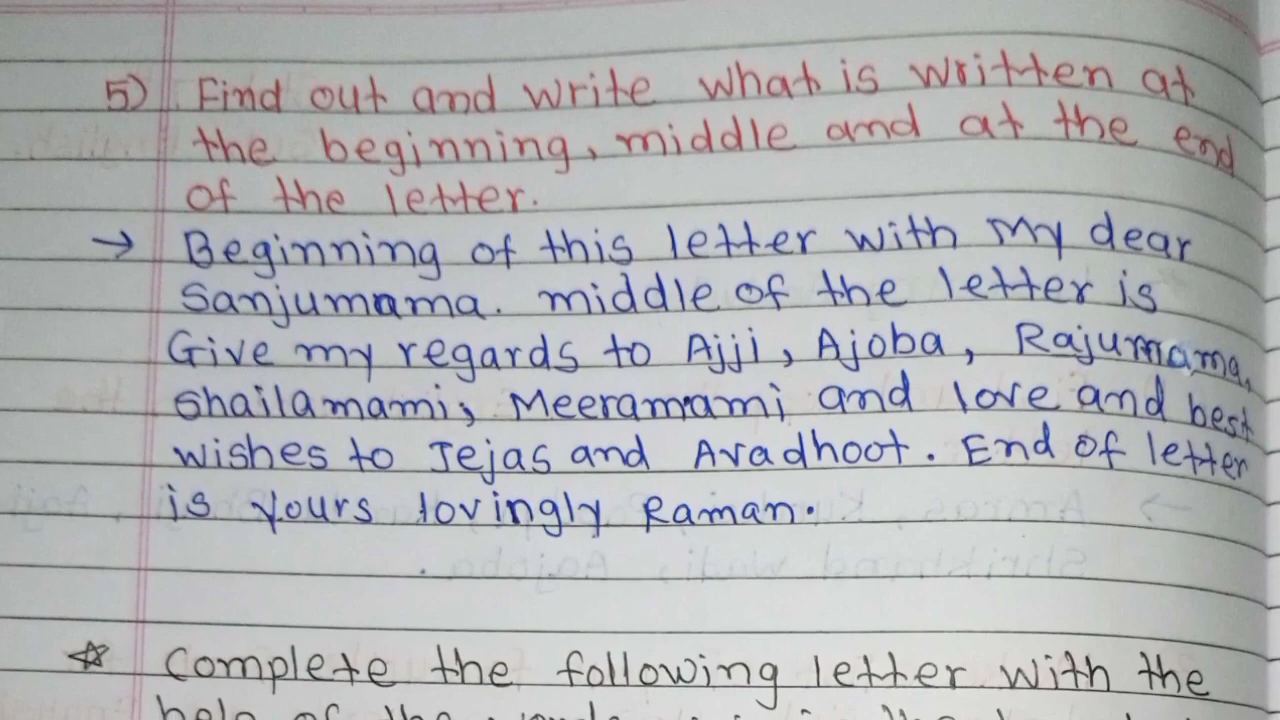 5) Find out and write what is written at
the beginning, middle and at the end
of the letter.
→ Beginning of this letter with My dear
Sanjumama. middle of the letter is
Give my regards to Ajji, Ajoba, Rajumama,
Shailamami, Meeramami and love and best
wishes to Tejas and Avadhoot. End of letter
is Yours lovingly Raman.
☆ Complete the following letter with the
help of the